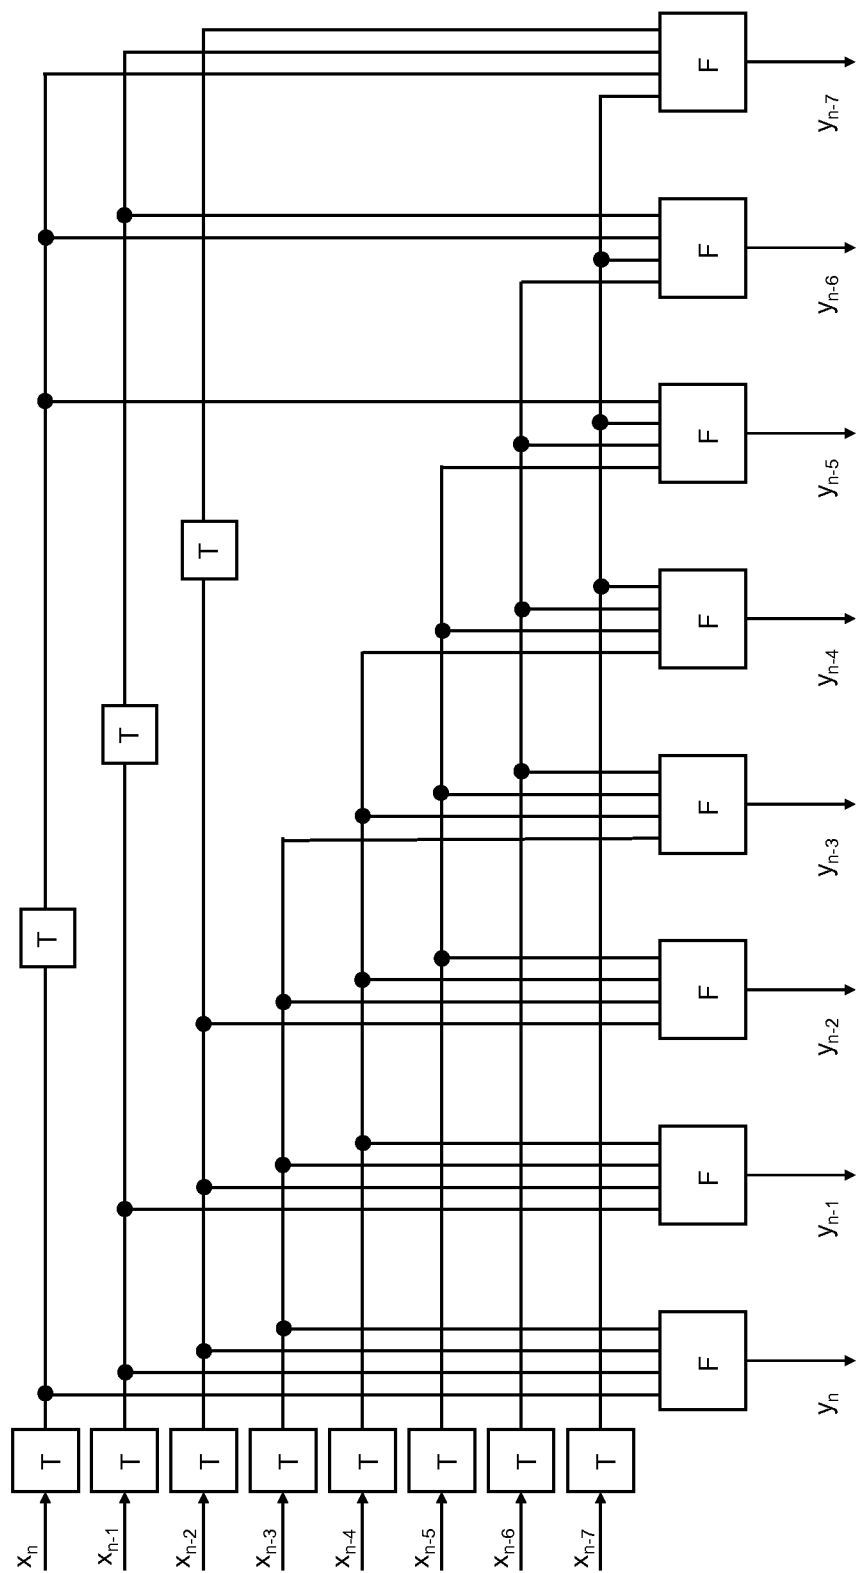 xn T T
xn-1 T T
xn-2 T T
xn-3 T
xn-4 T
xn-5 T
xn-6 T
xn-7 T
F F F F F F F F
yn yn-1 yn-2 yn-3 yn-4 yn-5 yn-6 yn-7